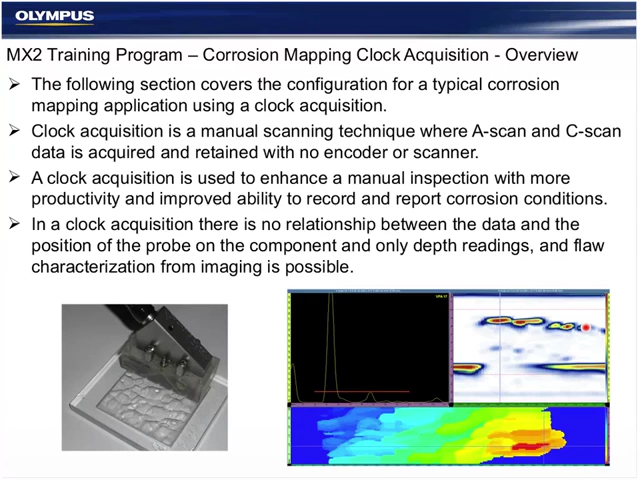 OLYMPUS
MX2 Training Program – Corrosion Mapping Clock Acquisition - Overview
The following section covers the configuration for a typical corrosion
mapping application using a clock acquisition.
Clock acquisition is a manual scanning technique where A-scan and C-scan
data is acquired and retained with no encoder or scanner.
A clock acquisition is used to enhance a manual inspection with more
productivity and improved ability to record and report corrosion conditions.
In a clock acquisition there is no relationship between the data and the
position of the probe on the component and only depth readings, and flaw
characterization from imaging is possible.